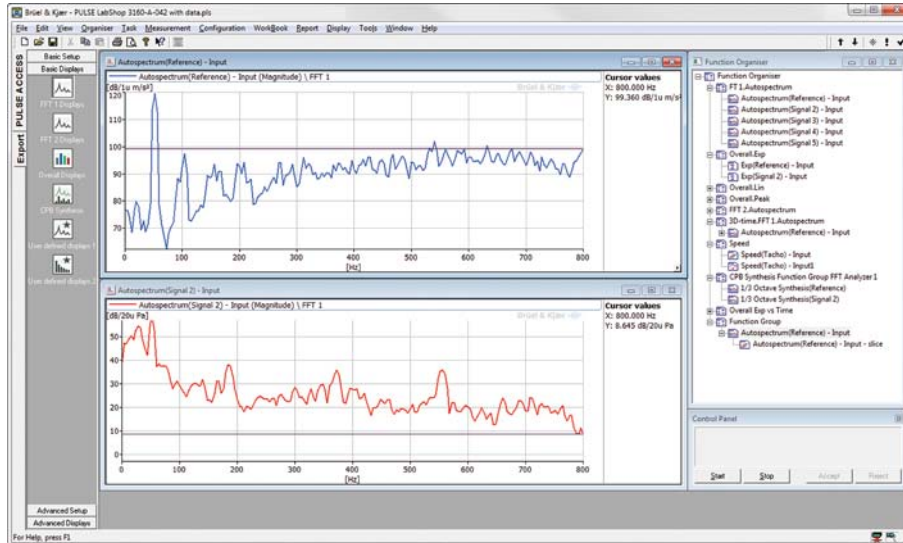 Brüel & Kjær - PULSE LabShop 3160-A-042 with data.pls
File Edit View Organiser Task Measurement Configuration WorkBook Report Display Tools Window Help
Export PULSE ACCESS
Basic Setup
Basic Displays
FFT 1 Displays
FFT 2 Displays
Overall Displays
CPB Synthesis
User defined displays 1
User defined displays 2
Advanced Setup
Advanced Displays
Autospectrum(Reference) - Input
Autospectrum(Reference) - Input (Magnitude) \ FFT 1
[dB/1u m/s²]
Brüel & Kjær
120
110
100
90
80
70
0 100 200 300 400 500 600 700 800
[Hz]
Cursor values
X: 800.000 Hz
Y: 99.360 dB/1u m/s²
Autospectrum(Signal 2) - Input
Autospectrum(Signal 2) - Input (Magnitude) \ FFT 1
[dB/20u Pa]
Brüel & Kjær
50
40
30
20
10
0
0 100 200 300 400 500 600 700 800
[Hz]
Cursor values
X: 800.000 Hz
Y: 8.645 dB/20u Pa
Function Organiser
Function Organiser
FT 1.Autospectrum
Autospectrum(Reference) - Input
Autospectrum(Signal 2) - Input
Autospectrum(Signal 3) - Input
Autospectrum(Signal 4) - Input
Autospectrum(Signal 5) - Input
Overall.Exp
Exp(Reference) - Input
Exp(Signal 2) - Input
Overall.Lin
Overall.Peak
FFT 2.Autospectrum
3D-time.FFT 1.Autospectrum
Autospectrum(Reference) - Input
Speed
Speed(Tacho) - Input
Speed(Tacho) - Input1
CPB Synthesis Function Group FFT Analyzer 1
1/3 Octave Synthesis(Reference)
1/3 Octave Synthesis(Signal 2)
Overall Exp vs Time
Function Group
Autospectrum(Reference) - Input
Autospectrum(Reference) - Input - slice
Control Panel
Start Stop Accept Reject
For Help, press F1